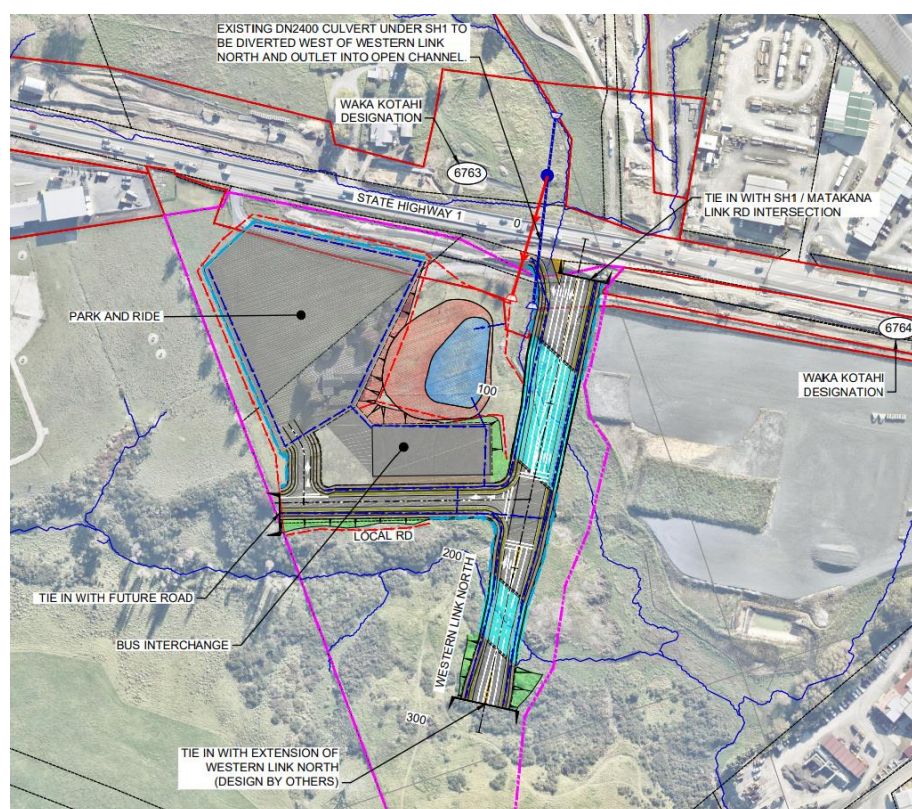 EXISTING DN2400 CULVERT UNDER SH1 TO
BE DIVERTED WEST OF WESTERN LINK
NORTH AND OUTLET INTO OPEN CHANNEL.
WAKA KOTAHI
DESIGNATION
6763
TIE IN WITH SH1 / MATAKANA
LINK RD INTERSECTION
STATE HIGHWAY 1
0
PARK AND RIDE
6764
WAKA KOTAHI
DESIGNATION
100
LOCAL RD
200
TIE IN WITH FUTURE ROAD
BUS INTERCHANGE
WESTERN LINK NORTH
300
TIE IN WITH EXTENSION OF
WESTERN LINK NORTH
(DESIGN BY OTHERS)